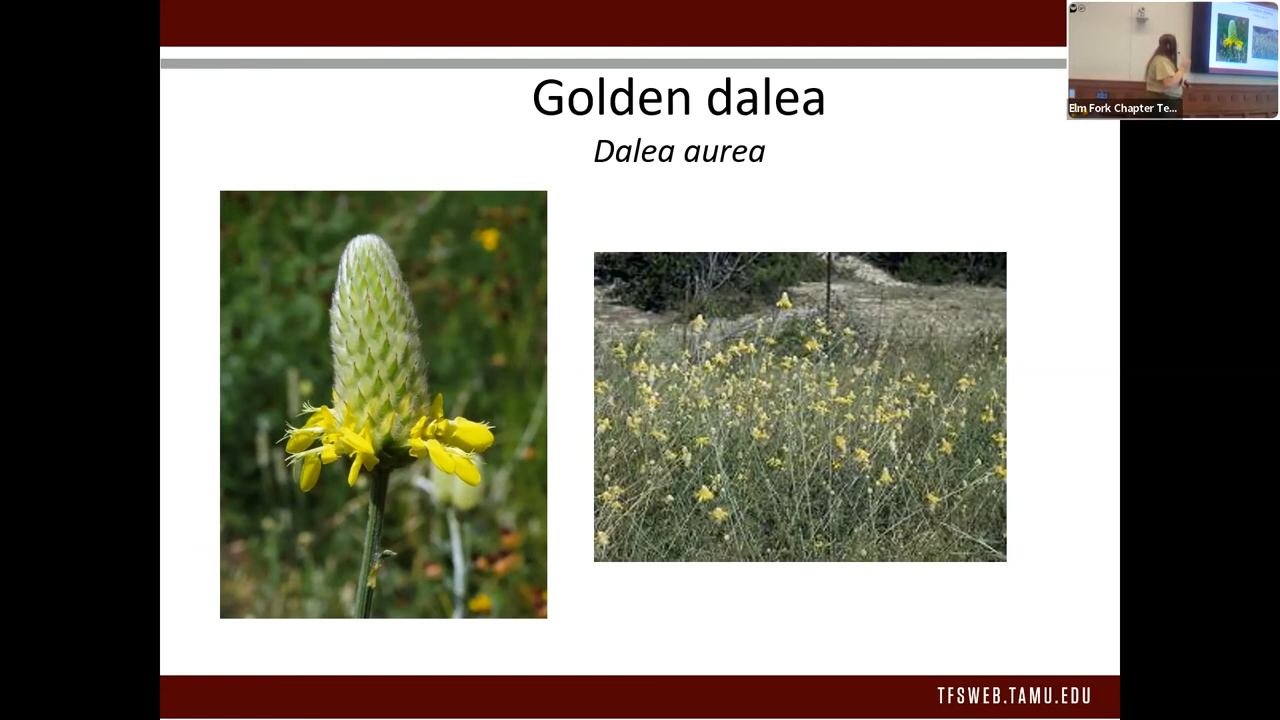 Golden dalea
Dalea aurea
Elm Fork Chapter Te...
TFSWEB.TAMU.EDU